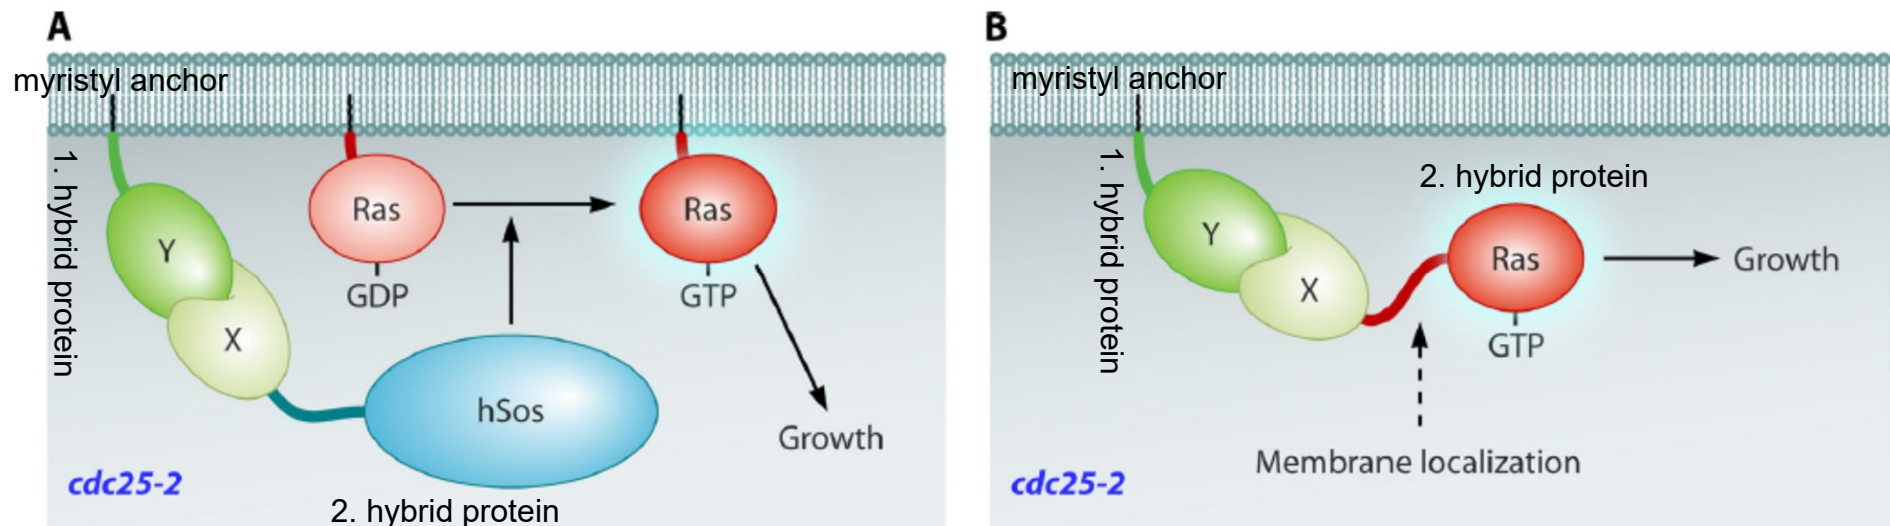 A
myristyl anchor
1. hybrid protein
Y
X
Ras
GDP
Ras
GTP
hSos
Growth
cdc25-2
2. hybrid protein
B
myristyl anchor
1. hybrid protein
2. hybrid protein
Y
X
Ras
GTP
Growth
Membrane localization
cdc25-2